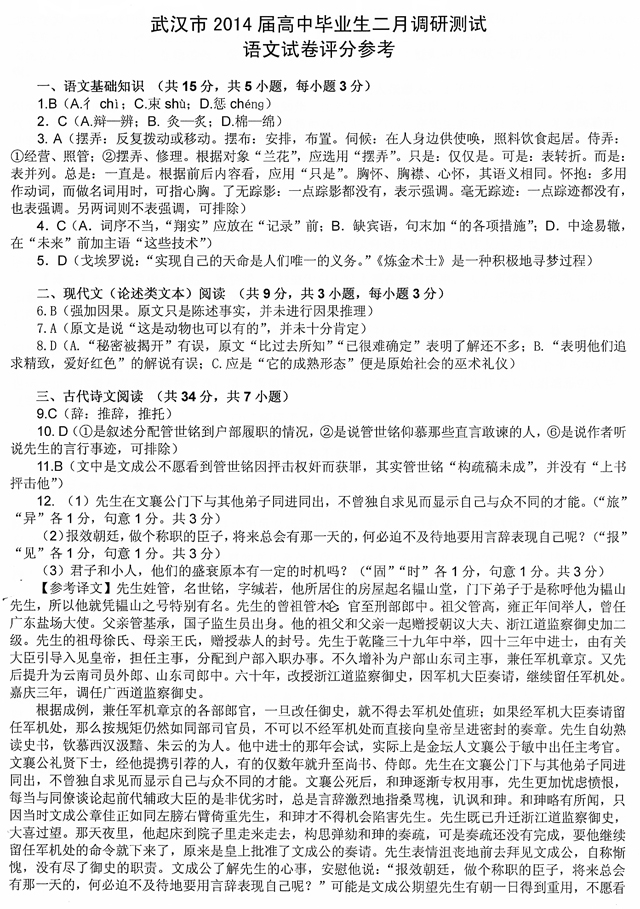 武汉市 2014 届高中毕业生二月调研测试
语文试卷评分参考
一、语文基础知识 （共 15 分，共 5 小题，每小题 3 分）
1.B（A.彳 chì；C.束 shù；D.惩 chéng）
2．C（A.辩—辨；B. 灸—炙；D.棉—绵）
3. A（摆弄：反复拨动或移动。摆布：安排，布置。伺候：在人身边供使唤，照料饮食起居。侍弄：
①经营、照管；②摆弄、修理。根据对象“兰花”，应选用“摆弄”。只是：仅仅是。可是：表转折。而是：
表并列。总是：一直是。根据前后内容看，应用“只是”。胸怀、胸襟、心怀，其语义相同。怀抱：多用
作动词，而做名词用时，可指心胸。了无踪影：一点踪影都没有，表示强调。毫无踪迹：一点踪迹都没有，
也表强调。另两词则不表强调，可排除）
4．C（A．词序不当，“翔实”应放在“记录”前；B．缺宾语，句末加“的各项措施”；D．中途易辙，
在“未来”前加主语“这些技术”）
5．D（戈埃罗说：“实现自己的天命是人们唯一的义务。”《炼金术士》是一种积极地寻梦过程）
二、现代文（论述类文本）阅读 （共 9 分，共 3 小题，每小题 3 分）
6.B（强加因果。原文只是陈述事实，并未进行因果推理）
7.A（原文是说“这是动物也可以有的”，并未十分肯定）
8.D（A.“秘密被揭开”有误，原文“比过去所知”“已很难确定”表明了解还不多；B.“表明他们追
求精致，爱好红色”的解说有误；C.应是“它的成熟形态”便是原始社会的巫术礼仪）
三、古代诗文阅读 （共 34 分，共 7 小题）
9.C（辞：推辞，推托）
10. D（①是叙述分配管世铭到户部履职的情况，②是说管世铭仰慕那些直言敢谏的人，⑥是说作者听
说先生的言行事迹，可排除）
11.B（文中是文成公不愿看到管世铭因抨击权奸而获罪，其实管世铭“构疏稿未成”，并没有“上书
抨击他”）
12.（1）先生在文襄公门下与其他弟子同进同出，不曾独自求见而显示自己与众不同的才能。（“旅”
“异”各 1 分，句意 1 分。共 3 分）
（2）报效朝廷，做个称职的臣子，将来总会有那一天的，何必迫不及待地要用言辞表现自己呢？（“报”
“见”各 1 分，句意 1 分。共 3 分）
（3）君子和小人，他们的盛衰原本有一定的时机吗？（“固”“时”各 1 分，句意 1 分。共 3 分）
【参考译文】先生姓管，名世铭，字缄若，他所居住的房屋起名韫山堂，门下弟子于是称呼他为韫山
先生，所以他就凭韫山之号特别有名。先生的曾祖管 官至刑部郎中。祖父管高，雍正年间举人，曾任
广东盐场大使。父亲管基承，国子监生员出身。他的祖父和父亲一起赠授朝议大夫、浙江道监察御史加二
级。先生的祖母徐氏、母亲王氏，赠授恭人的封号。先生于乾隆三十九年中举，四十三年中进士，由有关
大臣引导入见皇帝，担任主事，分配到户部入职办事。不久增补为户部山东司主事，兼任军机章京。又先
后提升为云南司员外郎、山东司郎中。六十年，改授浙江道监察御史，因军机大臣奏请，继续留任军机处。
嘉庆三年，调任广西道监察御史。
根据成例，兼任军机章京的各部郎官，一旦改任御史，就不得去军机处值班；如果经军机大臣奏请留
任军机处，那么按规矩仍然如同部司官员，不可以不经军机处而直接向皇帝呈进密封的奏章。先生自幼熟
读史书，钦慕西汉汲黯、朱云的为人。他中进士的那年会试，实际上是金坛人文襄公于敏中出任主考官。
文襄公礼贤下士，经他提携引荐的人，有的仅数年就升至尚书、侍郎。先生在文襄公门下与其他弟子同进
同出，不曾独自求见而显示自己与众不同的才能。文襄公死后，和珅逐渐专权用事，先生更加忧虑愤恨，
每当与同僚谈论起前代辅政大臣的是非优劣时，总是言辞激烈地指桑骂槐，讥讽和珅。和珅略有所闻，只
因当时文成公章佳正如同左膀右臂倚重先生，和珅才不得机会陷害先生。先生既已升迁浙江道监察御史，
大喜过望。那天夜里，他起床到院子里走来走去，构思弹劾和珅的奏疏，可是奏疏还没有完成，要他继续
留任军机处的命令就下来了，原来是皇上批准了文成公的奏请。先生表情沮丧地前去拜见文成公，自称惭
愧，没有尽了御史的职责。文成公了解先生的心事，安慰他说：“报效朝廷，做个称职的臣子，将来总会
有那一天的，何必迫不及待地要用言辞表现自己呢？”可能是文成公期望先生有朝一日得到重用，不愿看